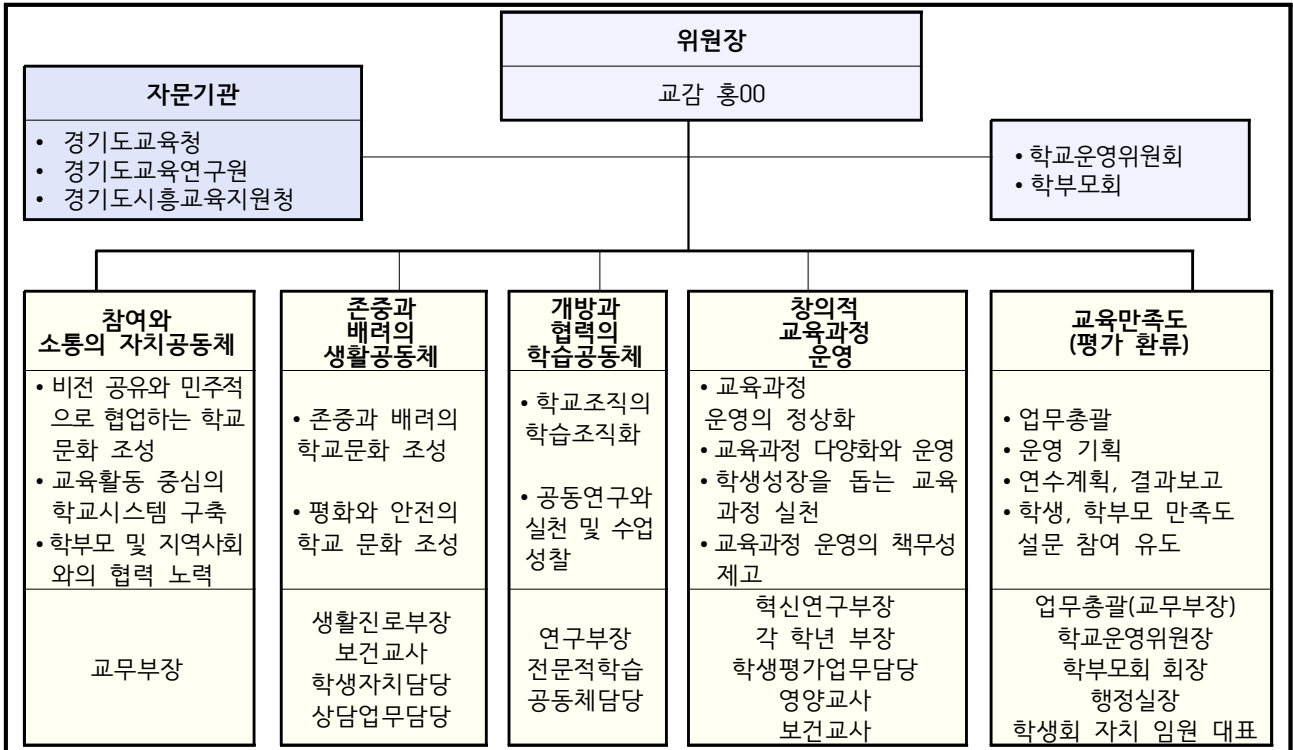 위원장
교감 홍00
자문기관
• 경기도교육청
• 경기도교육연구원
• 경기도시흥교육지원청
• 학교운영위원회
• 학부모회
참여와
소통의 자치공동체
• 비전 공유와 민주적
으로 협업하는 학교
문화 조성
• 교육활동 중심의
학교시스템 구축
• 학부모 및 지역사회
와의 협력 노력
교무부장
존중과
배려의
생활공동체
• 존중과 배려의
학교문화 조성
• 평화와 안전의
학교 문화 조성
생활진로부장
보건교사
학생자치담당
상담업무담당
개방과
협력의
학습공동체
• 학교조직의
학습조직화
• 공동연구와
실천 및 수업
성찰
연구부장
전문적학습
공동체담당
창의적
교육과정
운영
• 교육과정
운영의 정상화
• 교육과정 다양화와 운영
• 학생성장을 돕는 교육
과정 실천
• 교육과정 운영의 책무성
제고
혁신연구부장
각 학년 부장
학생평가업무담당
영양교사
보건교사
교육만족도
(평가 환류)
• 업무총괄
• 운영 기획
• 연수계획, 결과보고
• 학생, 학부모 만족도
설문 참여 유도
업무총괄(교무부장)
학교운영위원장
학부모회 회장
행정실장
학생회 자치 임원 대표